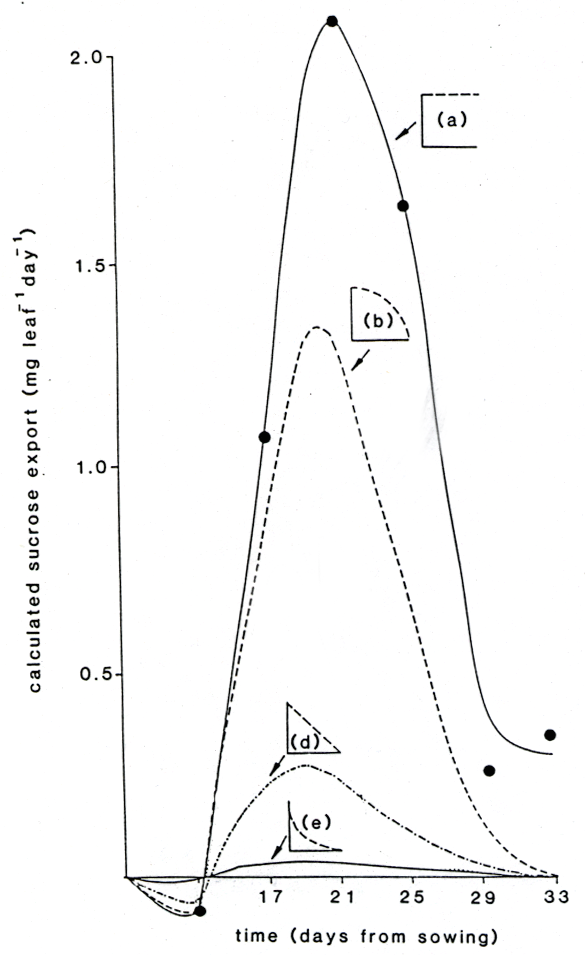 2.0
(a)
1.5
(b)
1.0
0.5
(d)
(e)
17 21 25 29 33
time (days from sowing)
calculated sucrose export (mg leaf⁻¹ day⁻¹)